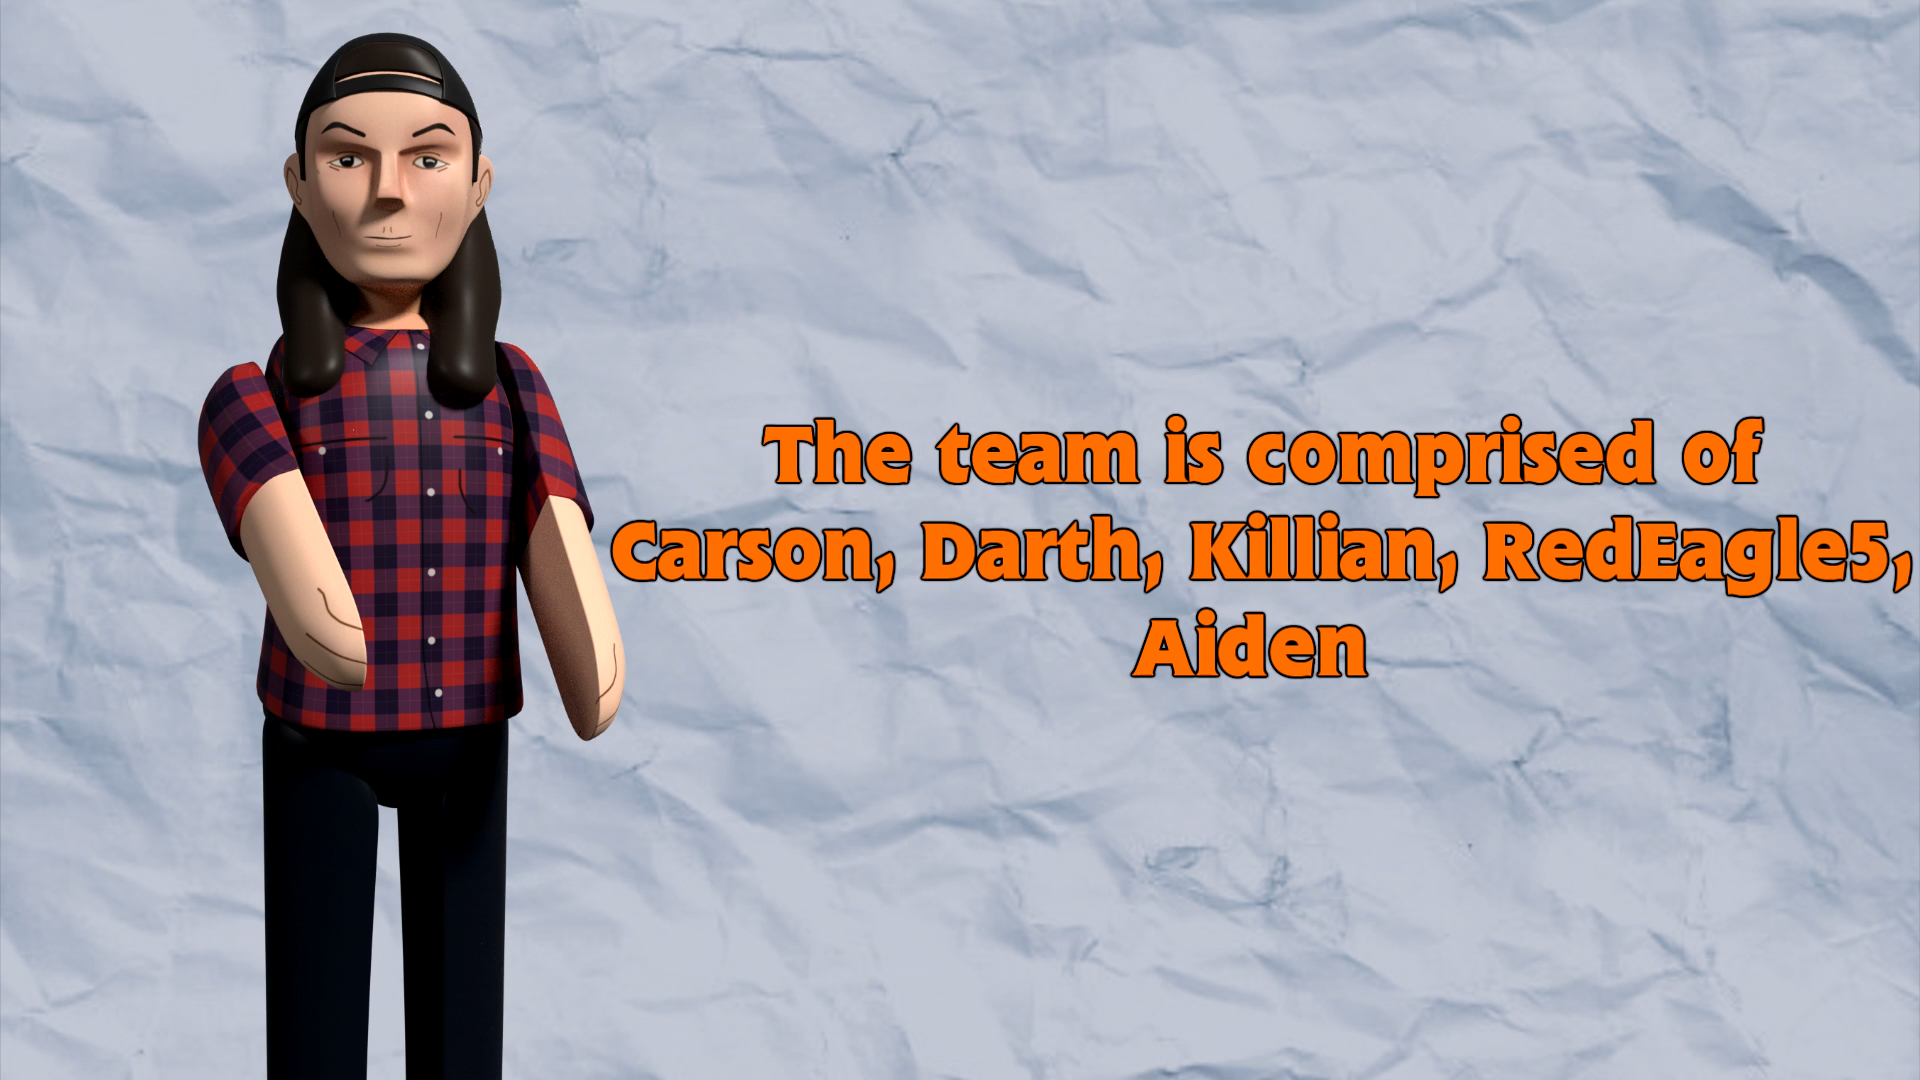 The team is comprised of
Carson, Darth, Killian, RedEagle5,
Aiden